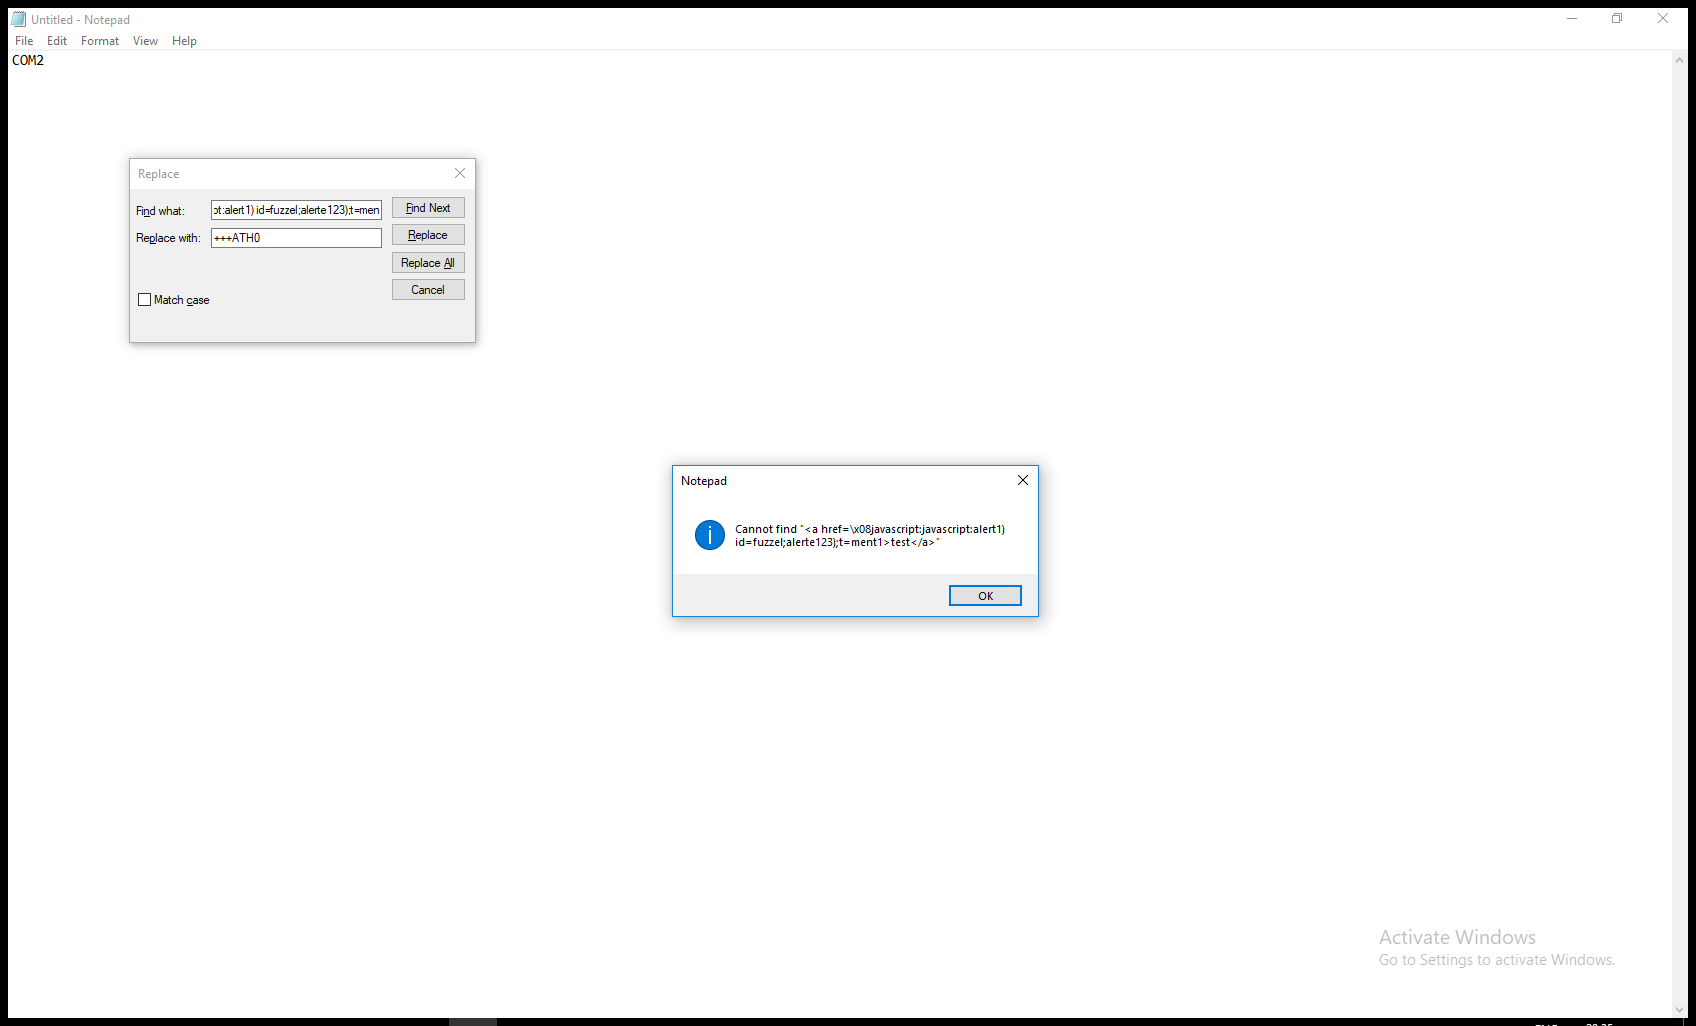 Untitled - Notepad
File Edit Format View Help
COM2
Replace
Find what: ot:alert1) id=fuzzel;alerte123);t=men Find Next
Replace with: +++ATH0 Replace
Replace All
Cancel
Match case
Notepad
Cannot find "<a href=\x08javascript:javascript:alert1)
id=fuzzel;alerte123);t=ment1>test</a>"
OK
Activate Windows
Go to Settings to activate Windows.